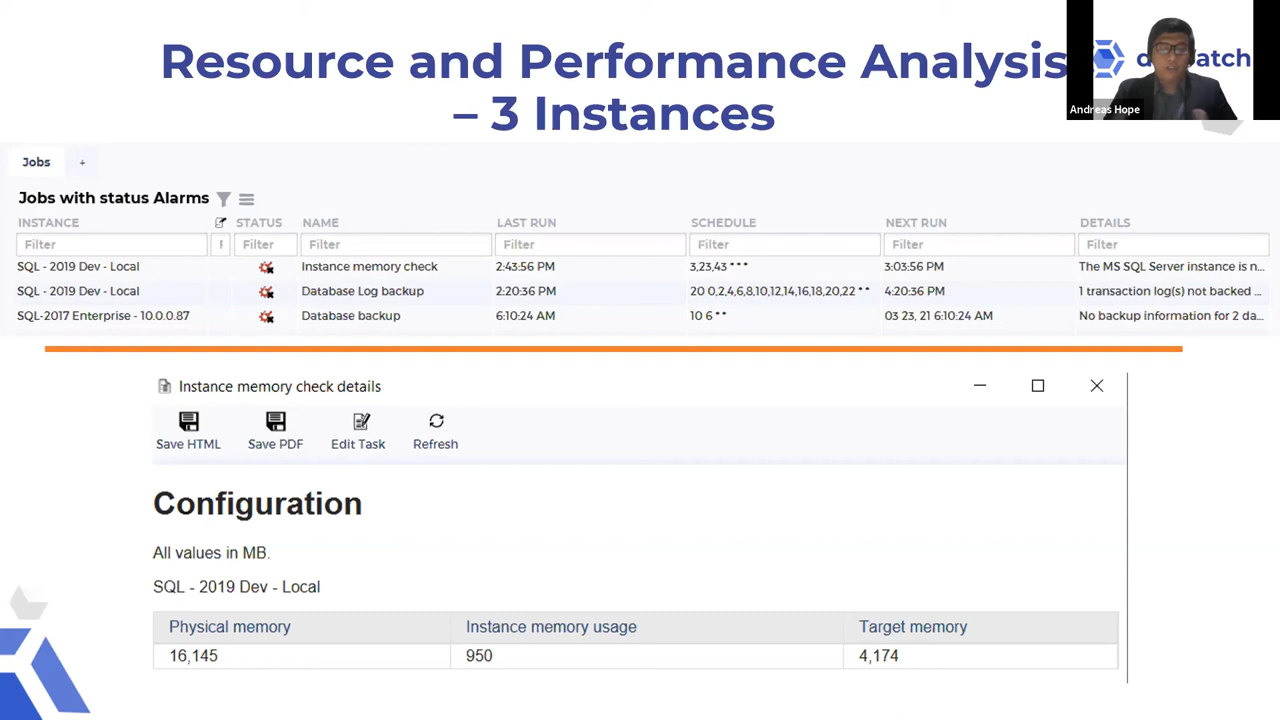 Resource and Performance Analysis
– 3 Instances
Andreas Hope
Jobs +
Jobs with status Alarms
INSTANCE STATUS NAME LAST RUN SCHEDULE NEXT RUN DETAILS
Filter F Filter Filter Filter Filter Filter Filter
SQL - 2019 Dev - Local Instance memory check 2:43:56 PM 3,23,43 * * * 3:03:56 PM The MS SQL Server instance is n...
SQL - 2019 Dev - Local Database Log backup 2:20:36 PM 20 0,2,4,6,8,10,12,14,16,18,20,22 * * 4:20:36 PM 1 transaction log(s) not backed ...
SQL-2017 Enterprise - 10.0.0.87 Database backup 6:10:24 AM 10 6 * * 03 23, 21 6:10:24 AM No backup information for 2 da...
Instance memory check details
Save HTML Save PDF Edit Task Refresh
Configuration
All values in MB.
SQL - 2019 Dev - Local
Physical memory Instance memory usage Target memory
16,145 950 4,174